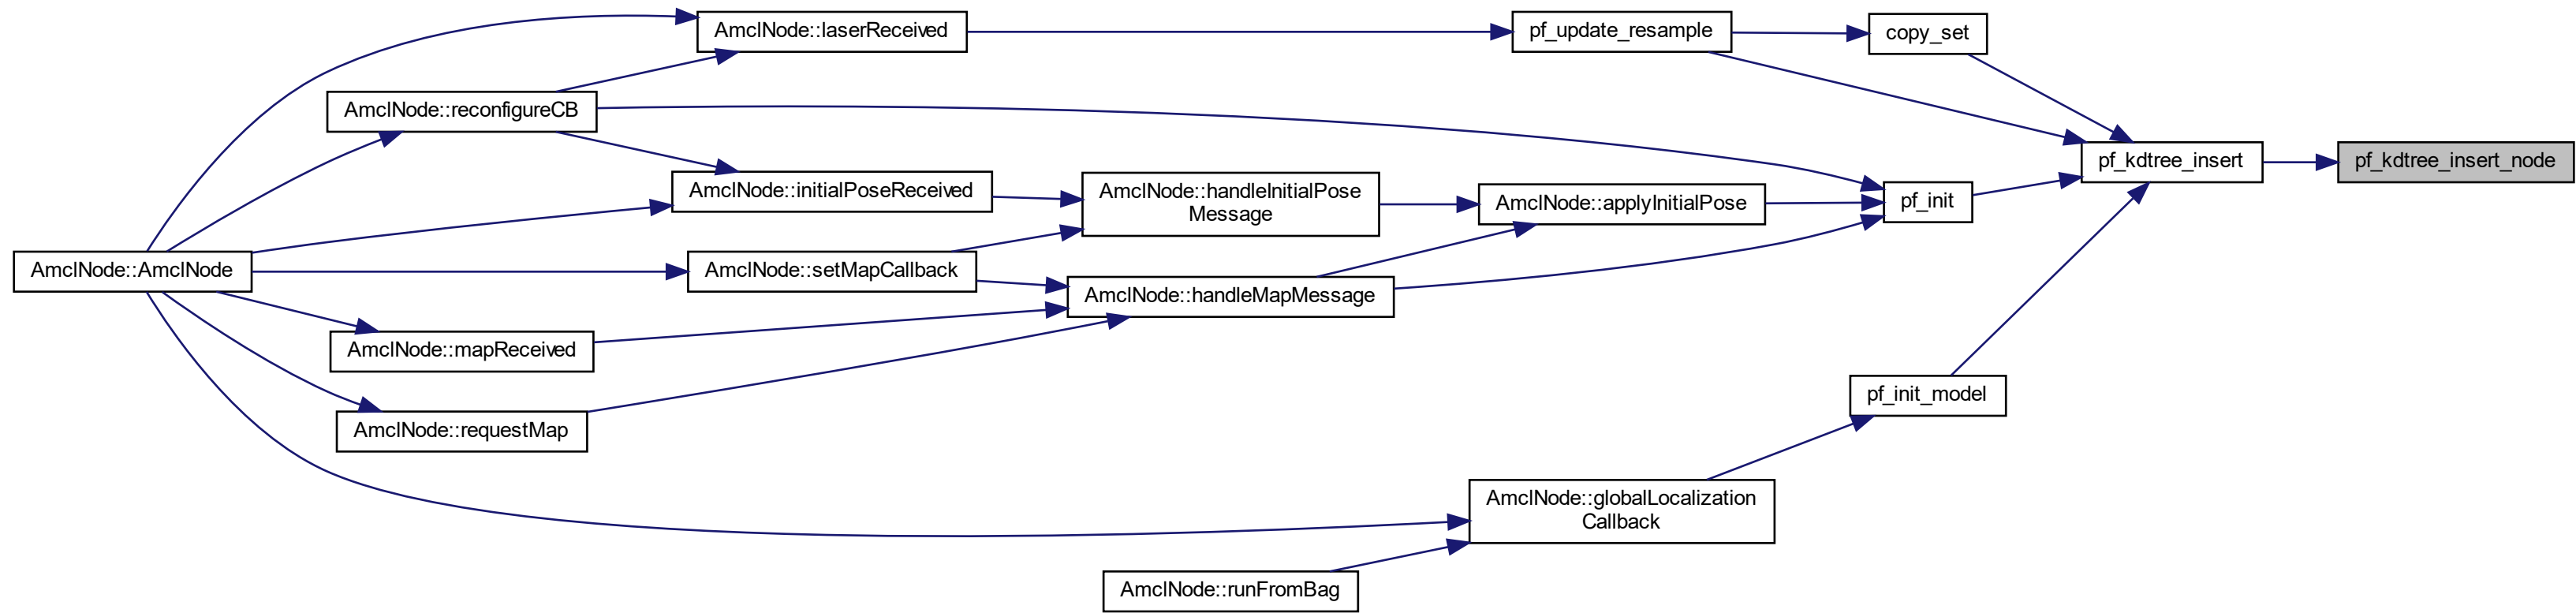 AmclNode::laserReceived
pf_update_resample
copy_set
AmclNode::reconfigureCB
pf_kdtree_insert
pf_kdtree_insert_node
AmclNode::initialPoseReceived
AmclNode::handleInitialPose
Message
AmclNode::applyInitialPose
pf_init
AmclNode::AmclNode
AmclNode::setMapCallback
AmclNode::handleMapMessage
AmclNode::mapReceived
pf_init_model
AmclNode::requestMap
AmclNode::globalLocalization
Callback
AmclNode::runFromBag